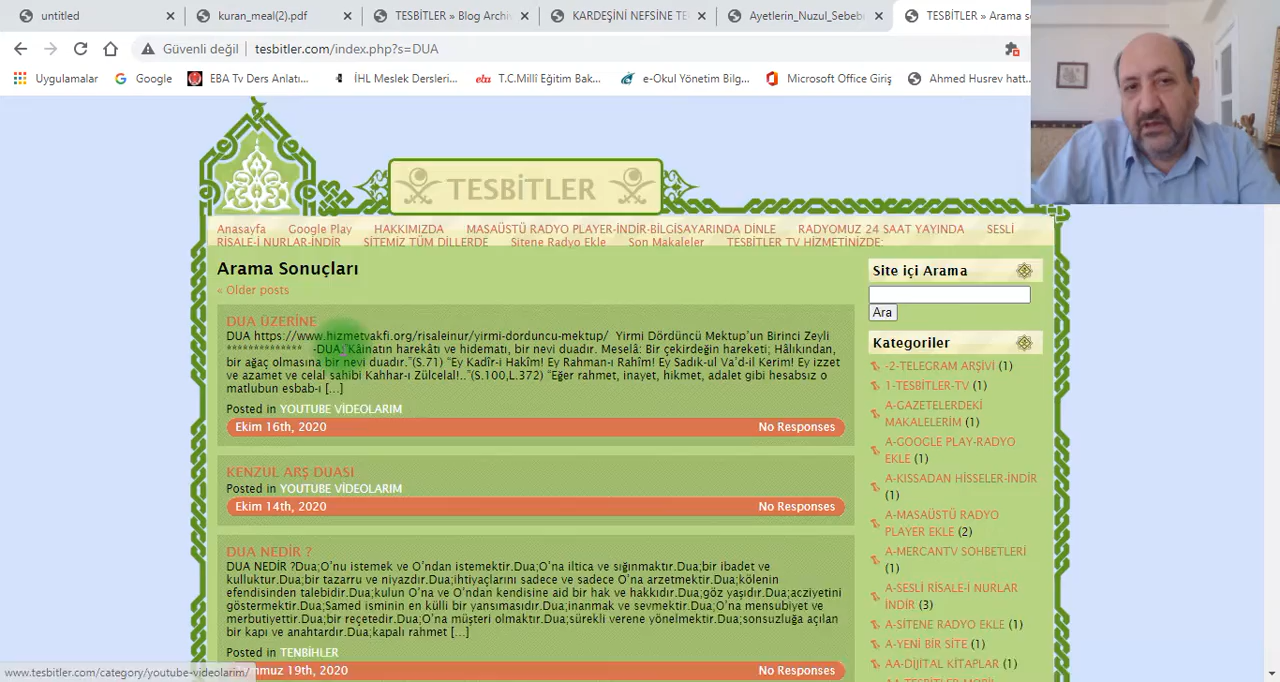 untitled
kuran_meal(2).pdf
TESBİTLER » Blog Archi
KARDEŞİNİ NEFSİNE TE
Ayetlerin_Nuzul_Sebebi
TESBİTLER » Arama s
Güvenli değil
tesbitler.com/index.php?s=DUA
Uygulamalar
Google
EBA Tv Ders Anlatı...
İHL Meslek Dersleri...
eba
T.C.Millî Eğitim Bak...
e-Okul Yönetim Bilg...
Microsoft Office Giriş
Ahmed Husrev hatt...
TESBİTLER
Anasayfa Google Play HAKKIMIZDA MASAÜSTÜ RADYO PLAYER-İNDİR-BİLGİSAYARINDA DİNLE RADYOMUZ 24 SAAT YAYINDA SESLİ
RİSALE-İ NURLAR-İNDİR SİTEMİZ TÜM DİLLERDE Sitene Radyo Ekle Son Makaleler TESBİTLER TV HİZMETİNİZDE:
Arama Sonuçları
« Older posts
DUA ÜZERİNE
DUA https://www.hizmetvakfi.org/risaleinur/yirmi-dorduncu-mektup/ Yirmi Dördüncü Mektup’un Birinci Zeyli
************** -DUA:“Kâinatın harekâtı ve hidematı, bir nevi duadır. Meselâ: Bir çekirdeğin hareketi; Hâlıkından,
bir ağaç olmasına bir nevi duadır.”(S.71) “Ey Kadîr-i Hakîm! Ey Rahman-ı Rahîm! Ey Sadık-ul Va’d-il Kerim! Ey izzet
ve azamet ve celal sahibi Kahhar-ı Zülcelal!..”(S.100,L.372) “Eğer rahmet, inayet, hikmet, adalet gibi hesabsız o
matlubun esbab-ı [...]
Posted in YOUTUBE VİDEOLARIM
Ekim 16th, 2020 No Responses
KENZUL ARŞ DUASI
Posted in YOUTUBE VİDEOLARIM
Ekim 14th, 2020 No Responses
DUA NEDİR ?
DUA NEDİR ?Dua;O’nu istemek ve O’ndan istemektir.Dua;O’na iltica ve sığınmaktır.Dua;bir ibadet ve
kulluktur.Dua;bir tazarru ve niyazdır.Dua;ihtiyaçlarını sadece ve sadece O’na arzetmektir.Dua;kölenin
efendisinden talebidir.Dua;kulun O’na ve O’ndan kendisine aid bir hak ve hakkıdır.Dua;göz yaşıdır.Dua;acziyetini
göstermektir.Dua;Samed isminin en külli bir yansımasıdır.Dua;inanmak ve sevmektir.Dua;O’na mensubiyet ve
merbutiyettir.Dua;bir reçetedir.Dua;O’na müşteri olmaktır.Dua;sürekli verene yönelmektir.Dua;sonsuzluğa açılan
bir kapı ve anahtardır.Dua;kapalı rahmet [...]
Posted in TENBİHLER
19th, 2020 No Responses
Site içi Arama
Ara
Kategoriler
-2-TELEGRAM ARŞİVİ (1)
1-TESBİTLER-TV (1)
A-GAZETELERDEKİ
MAKALELERİM (1)
A-GOOGLE PLAY-RADYO
EKLE (1)
A-KISSADAN HİSSELER-İNDİR
(1)
A-MASAÜSTÜ RADYO
PLAYER EKLE (2)
A-MERCANTV SOHBETLERİ
(1)
A-SESLİ RİSALE-İ NURLAR
İNDİR (3)
A-SİTENE RADYO EKLE (1)
A-YENİ BİR SİTE (1)
AA-DİJİTAL KİTAPLAR (1)
AA-TESBİTLER MOBİL
www.tesbitler.com/category/youtube-videolarim/